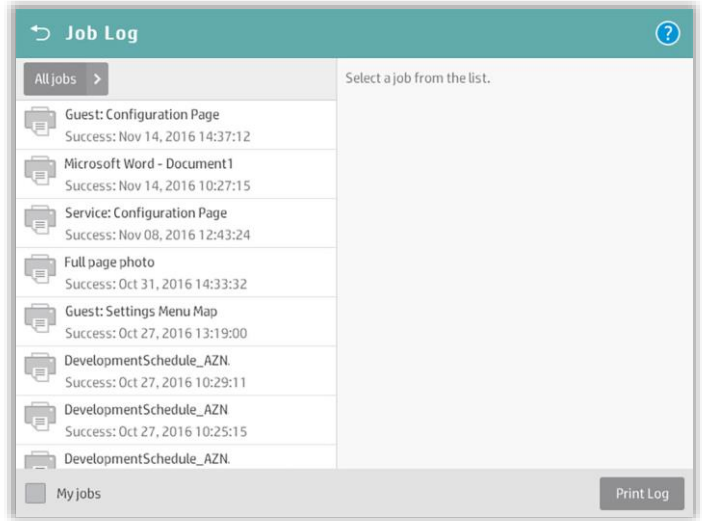 Job Log
?
All jobs >
Select a job from the list.
Guest: Configuration Page
Success: Nov 14, 2016 14:37:12
Microsoft Word - Document1
Success: Nov 14, 2016 10:27:15
Service: Configuration Page
Success: Nov 08, 2016 12:43:24
Full page photo
Success: Oct 31, 2016 14:33:32
Guest: Settings Menu Map
Success: Oct 27, 2016 13:19:00
DevelopmentSchedule_AZN.
Success: Oct 27, 2016 10:29:11
DevelopmentSchedule_AZN
Success: Oct 27, 2016 10:25:15
DevelopmentSchedule_AZN.
My jobs
Print Log